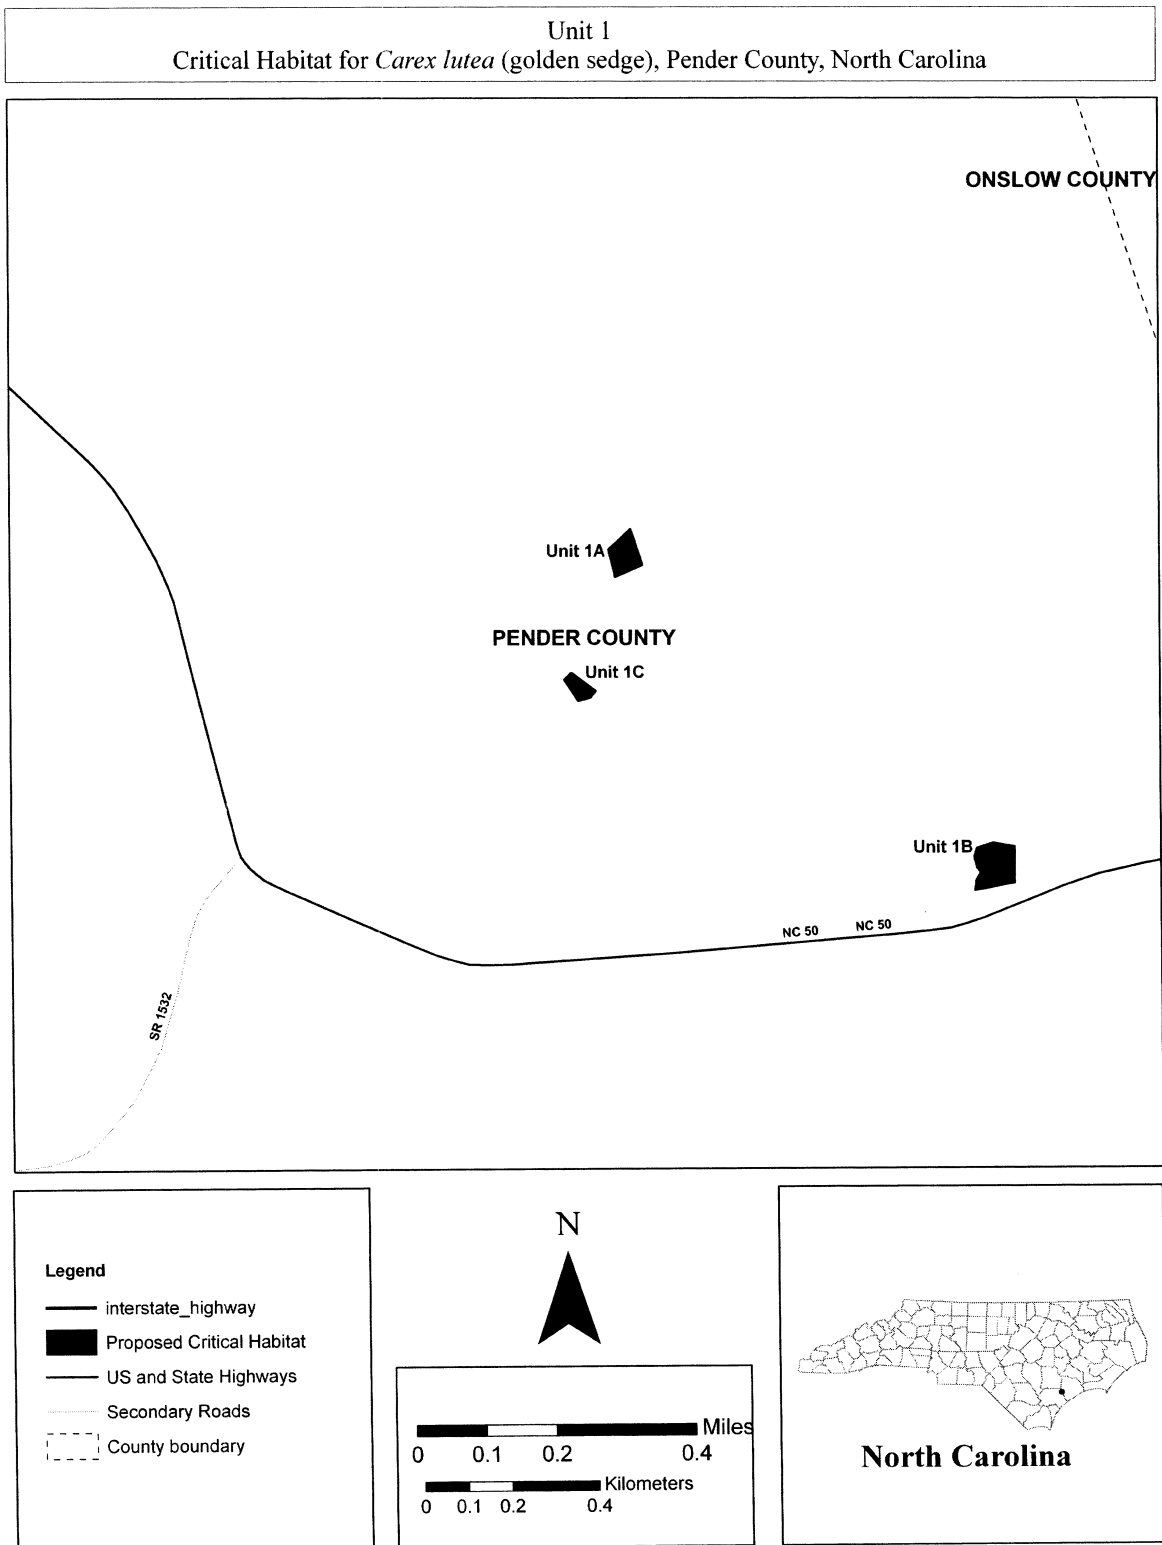 Unit 1
Critical Habitat for Carex lutea (golden sedge), Pender County, North Carolina
ONSLOW COUNTY
Unit 1A
PENDER COUNTY
Unit 1C
Unit 1B
NC 50 NC 50
SR 1532
Legend
interstate_highway
Proposed Critical Habitat
US and State Highways
Secondary Roads
County boundary
N
Miles
0 0.1 0.2 0.4
Kilometers
0 0.1 0.2 0.4
North Carolina